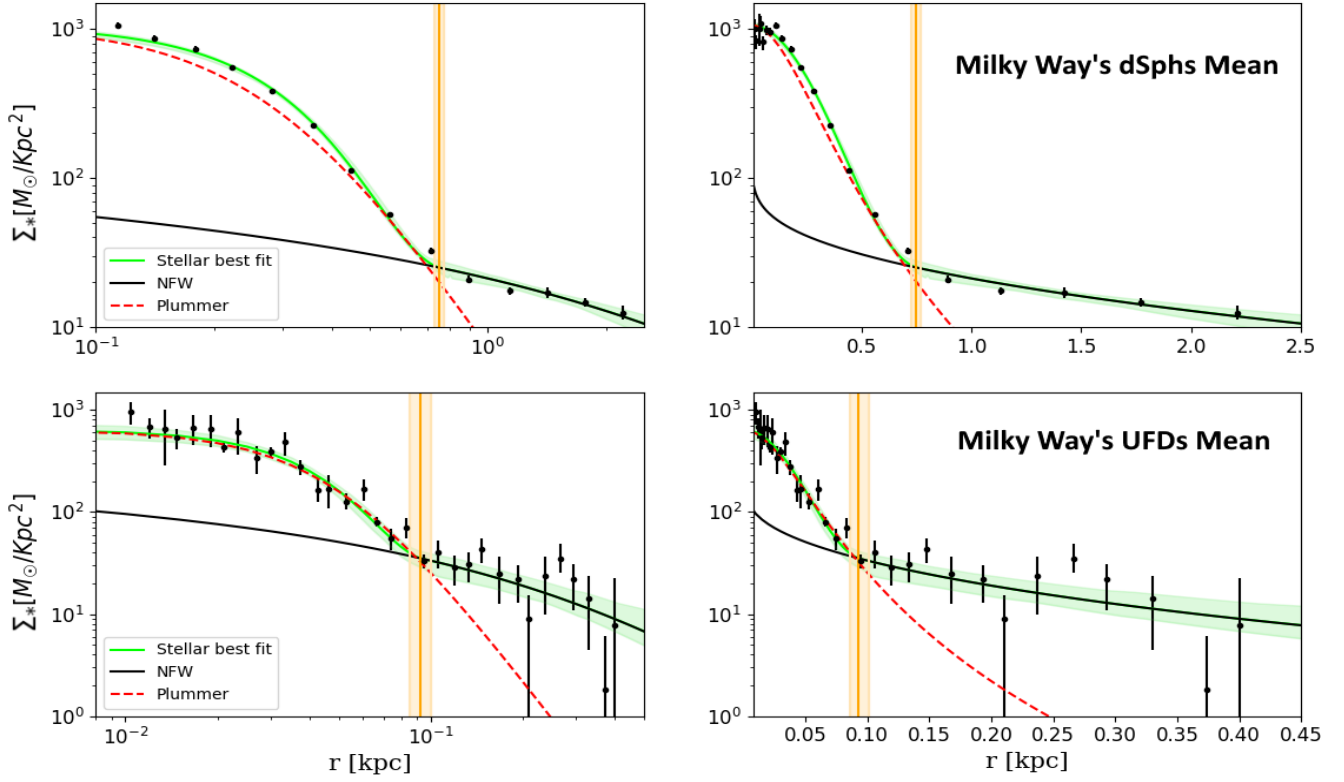 10³
10²
10¹
Σ*[M⊙/Kpc²]
Stellar best fit
NFW
Plummer
10⁻¹
10⁰
10³
10²
10¹
Milky Way's dSphs Mean
0.5
1.0
1.5
2.0
2.5
10³
10²
10¹
10⁰
Σ*[M⊙/Kpc²]
Stellar best fit
NFW
Plummer
10⁻²
10⁻¹
r [kpc]
10³
10²
10¹
10⁰
Milky Way's UFDs Mean
0.05
0.10
0.15
0.20
0.25
0.30
0.35
0.40
0.45
r [kpc]